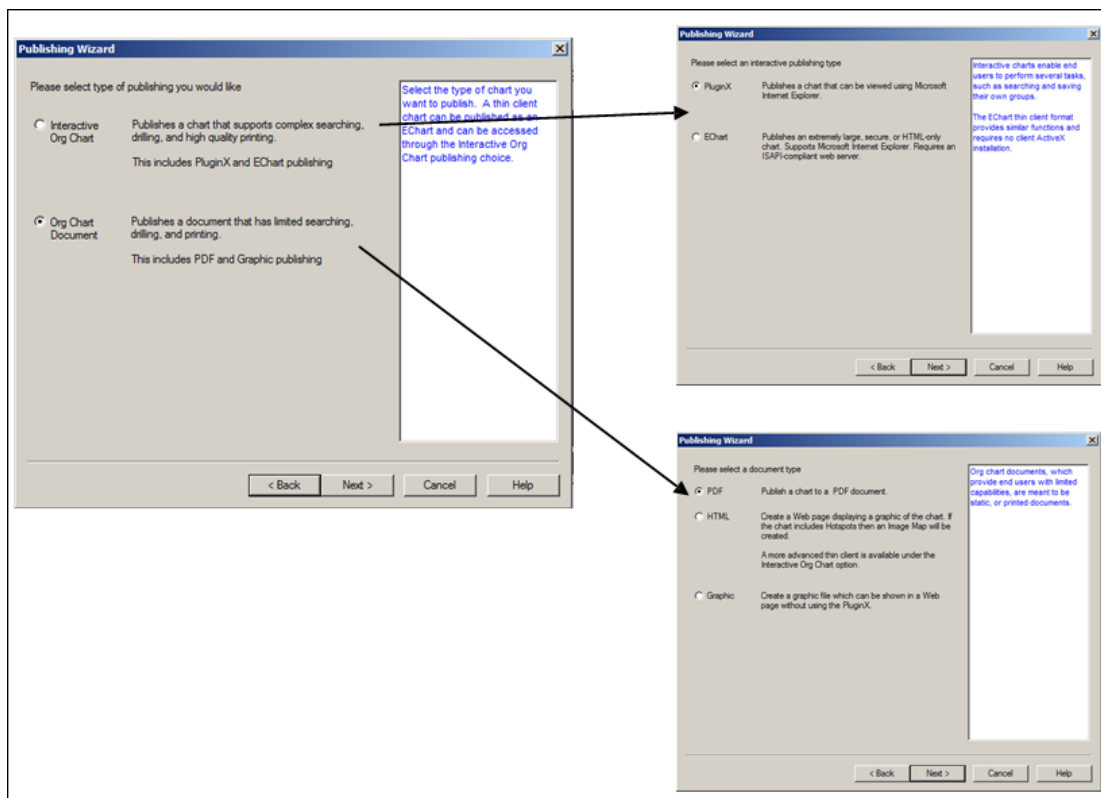 Publishing Wizard
Please select type of publishing you would like
Interactive
Org Chart
Publishes a chart that supports complex searching,
drilling, and high quality printing.
This includes PluginX and EChart publishing
Org Chart
Document
Publishes a document that has limited searching,
drilling, and printing.
This includes PDF and Graphic publishing
Select the type of chart you
want to publish. A thin client
chart can be published as an
EChart and can be accessed
through the Interactive Org
Chart publishing choice.
< Back
Next >
Cancel
Help
Publishing Wizard
Please select an interactive publishing type
PluginX
Publishes a chart that can be viewed using Microsoft
Internet Explorer.
EChart
Publishes an extremely large, secure, or HTML-only
chart. Supports Microsoft Internet Explorer. Requires an
ISAPI-compliant web server.
Interactive charts enable end
users to perform several tasks,
such as searching and saving
their own groups.
The EChart thin client format
provides similar functions and
requires no client ActiveX
installation.
< Back
Next >
Cancel
Help
Publishing Wizard
Please select a document type
PDF
Publish a chart to a PDF document.
HTML
Create a Web page displaying a graphic of the chart. If
the chart includes Hotspots then an Image Map will be
created.
A more advanced thin client is available under the
Interactive Org Chart option.
Graphic
Create a graphic file which can be shown in a Web
page without using the PluginX.
Org chart documents, which
provide end users with limited
capabilities, are meant to be
static, or printed documents.
< Back
Next >
Cancel
Help